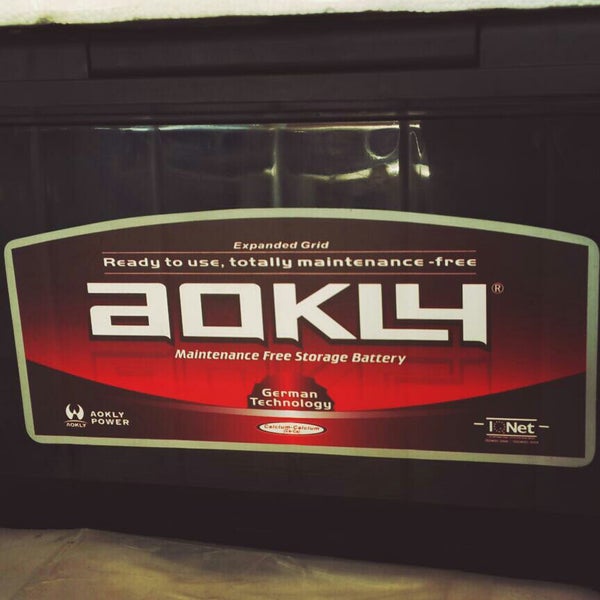 Expanded Grid
Ready to use, totally maintenance-free
AOKLY®
Maintenance Free Storage Battery
German
Technology
Calcium-Calcium
AOKLY
AOKLY
POWER
IQNet